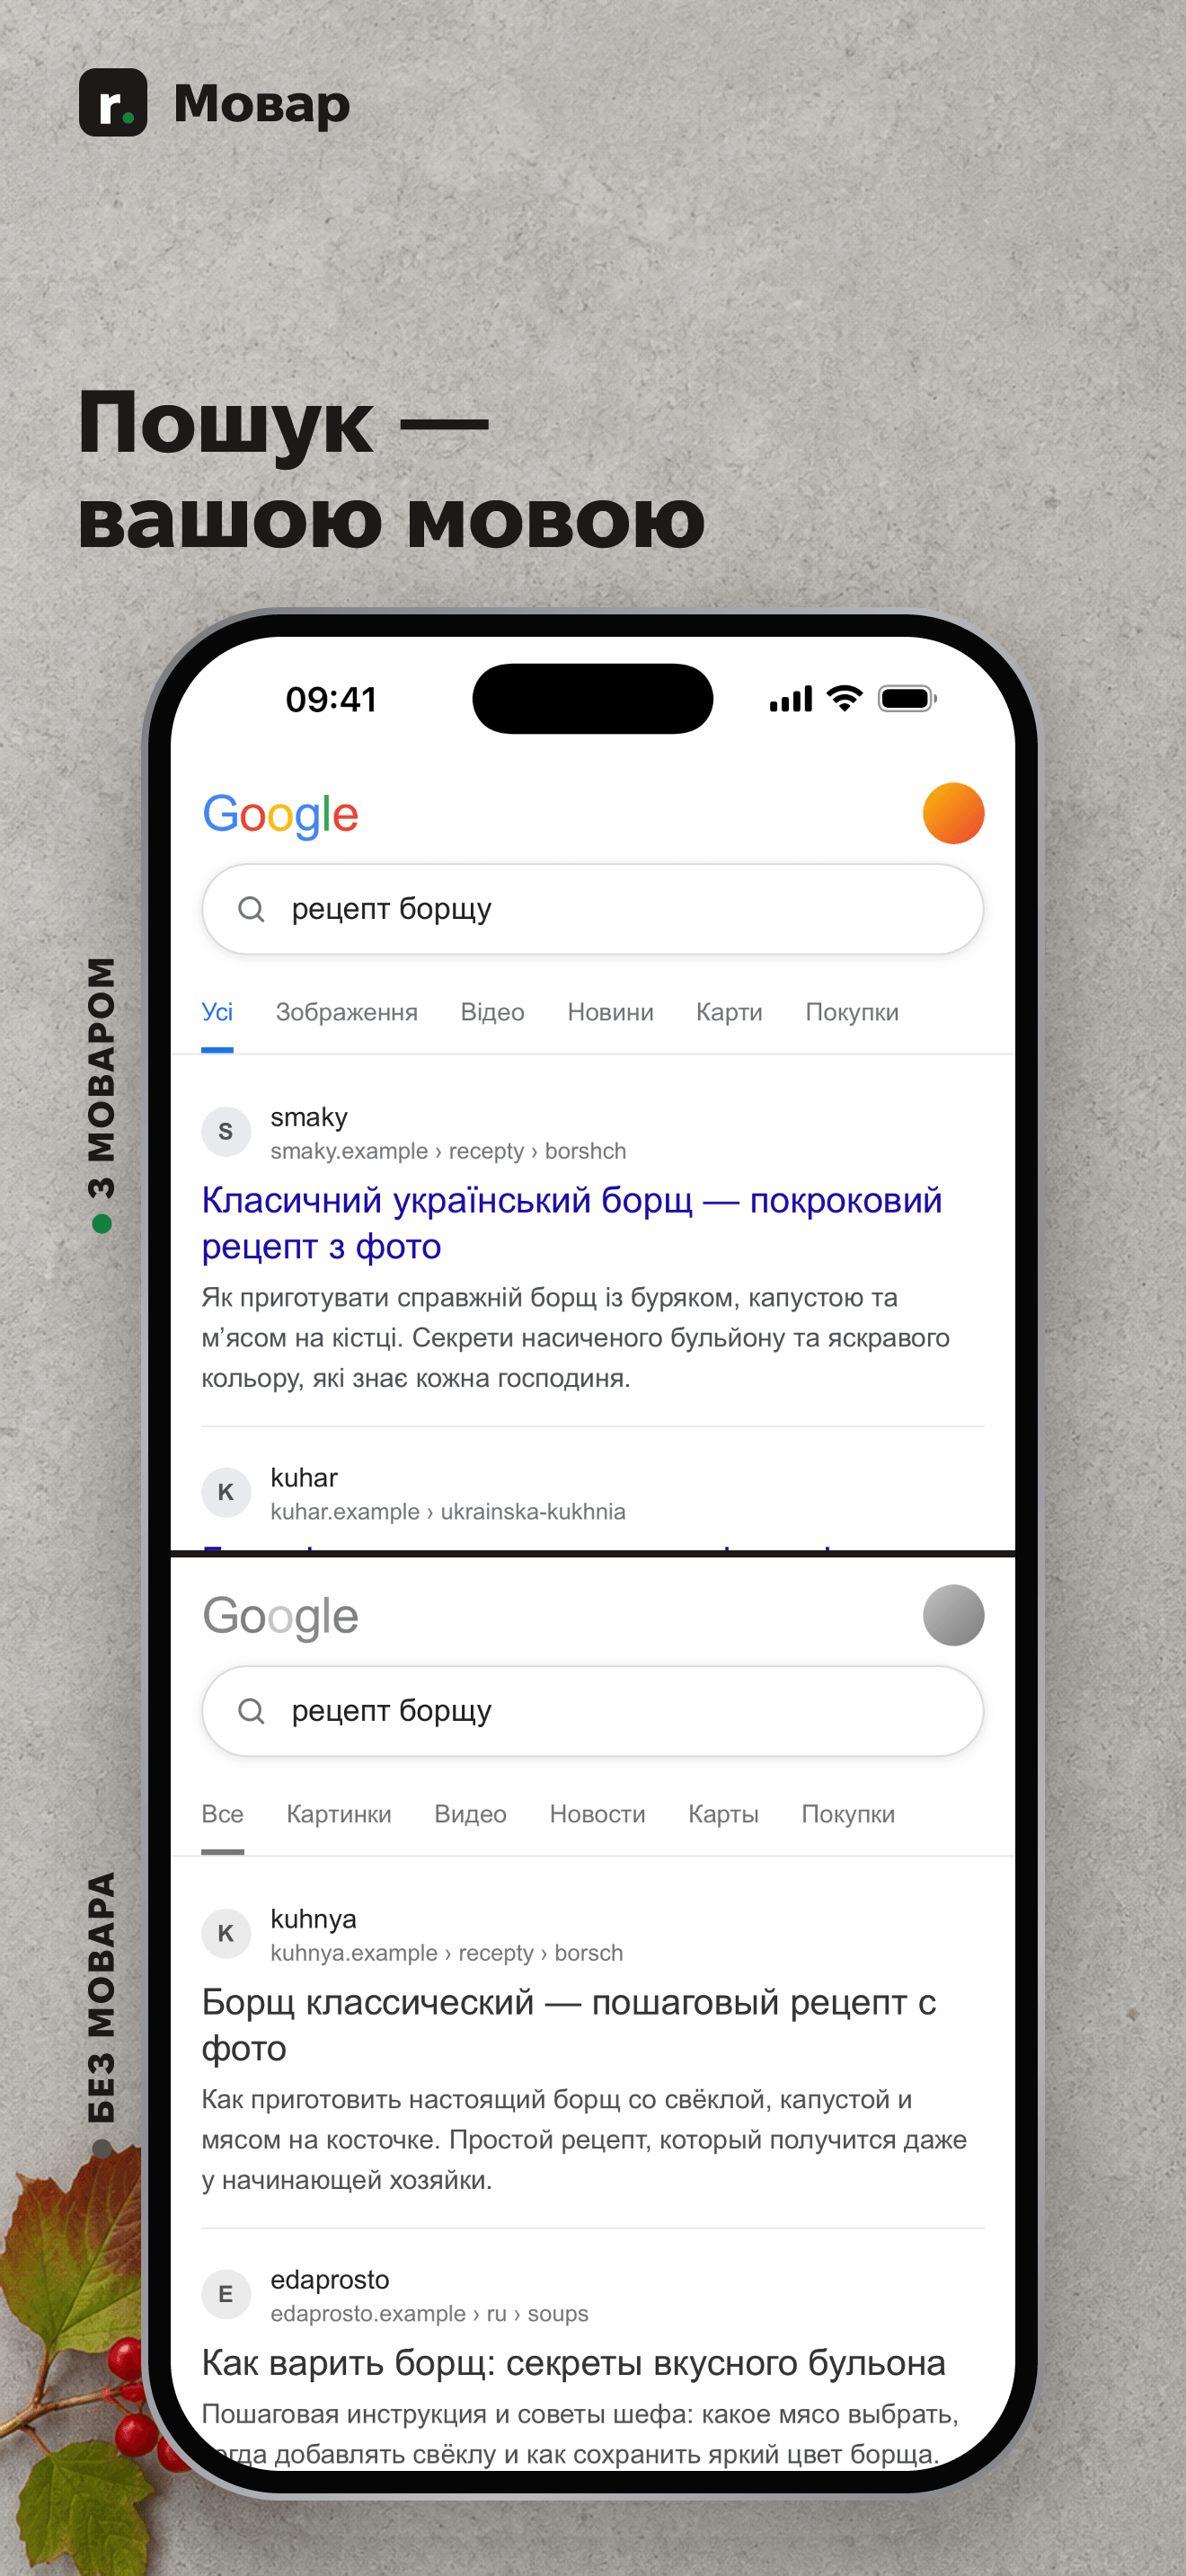 r.
Мовар
Пошук —
вашою мовою
09:41
Google
рецепт борщу
Усі Зображення Відео Новини Карти Покупки
З МОВАРОМ
S
smaky
smaky.example › recepty › borshch
Класичний український борщ — покроковий
рецепт з фото
Як приготувати справжній борщ із буряком, капустою та
м’ясом на кістці. Секрети насиченого бульйону та яскравого
кольору, які знає кожна господиня.
K
kuhar
kuhar.example › ukrainska-kukhnia
Google
рецепт борщу
Все Картинки Видео Новости Карты Покупки
БЕЗ МОВАРА
K
kuhnya
kuhnya.example › recepty › borsch
Борщ классический — пошаговый рецепт с
фото
Как приготовить настоящий борщ со свёклой, капустой и
мясом на косточке. Простой рецепт, который получится даже
у начинающей хозяйки.
E
edaprosto
edaprosto.example › ru › soups
Как варить борщ: секреты вкусного бульона
Пошаговая инструкция и советы шефа: какое мясо выбрать,
добавлять свёклу и как сохранить яркий цвет борща.